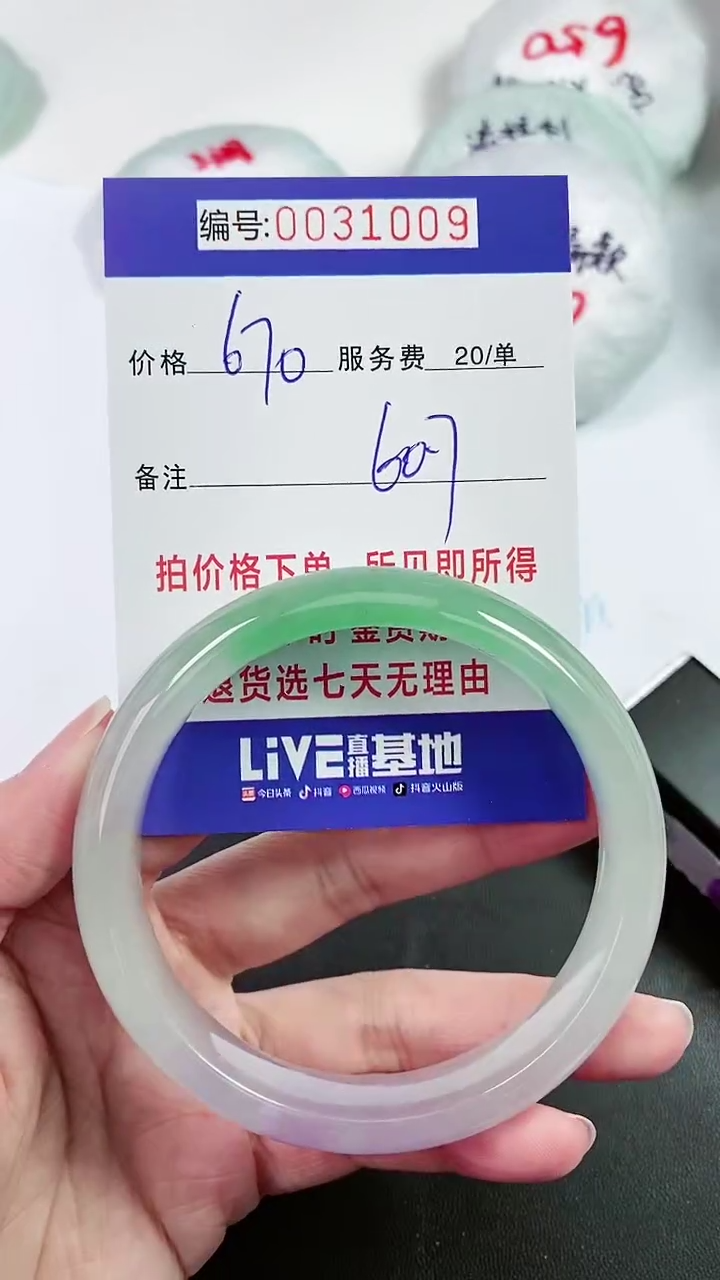 059
编号:0031009
价格 670 服务费 20/单
备注 607
拍价格下单 所见即所得
退货选七天无理由
LiVE直播基地
今日头条 抖音 西瓜视频 抖音火山版